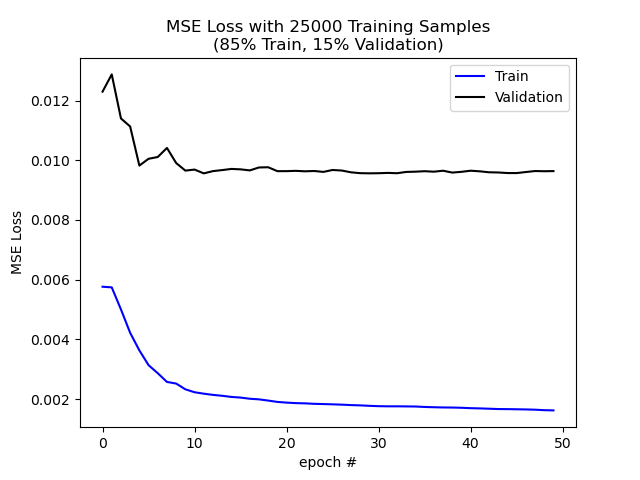 MSE Loss with 25000 Training Samples
(85% Train, 15% Validation)
Train
Validation
0.012
0.010
0.008
0.006
0.004
0.002
MSE Loss
0 10 20 30 40 50
epoch #